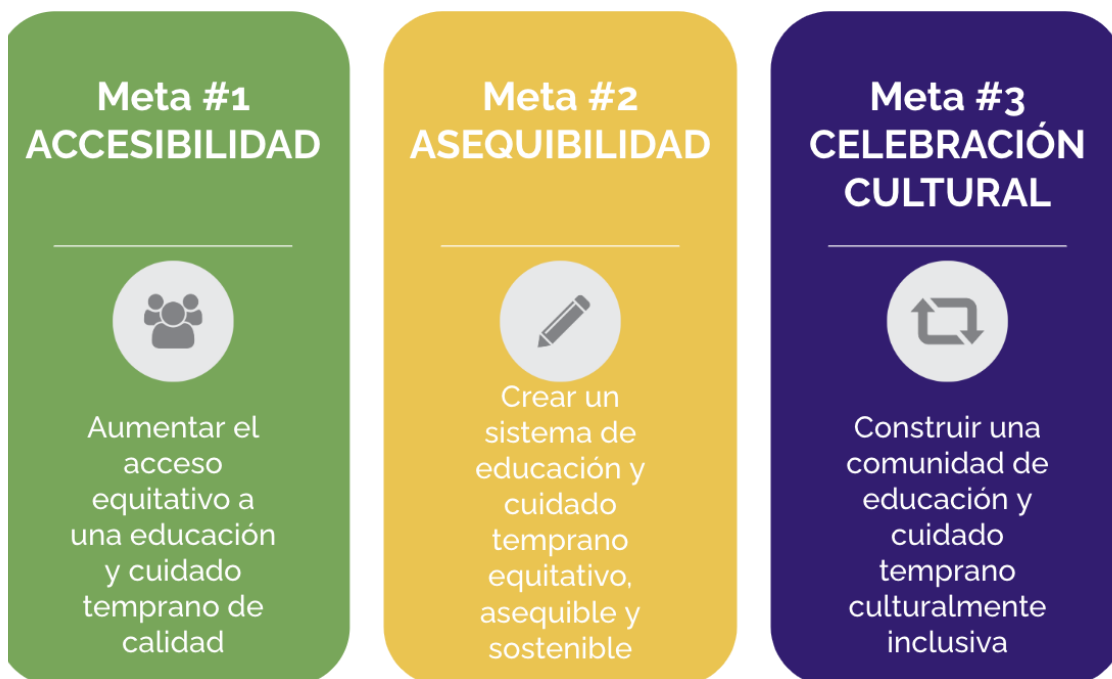 Meta #1
ACCESIBILIDAD
Aumentar el
acceso
equitativo a
una educación
y cuidado
temprano de
calidad
Meta #2
ASEQUIBILIDAD
Crear un
sistema de
educación y
cuidado
temprano
equitativo,
asequible y
sostenible
Meta #3
CELEBRACIÓN
CULTURAL
Construir una
comunidad de
educación y
cuidado
temprano
culturalmente
inclusiva